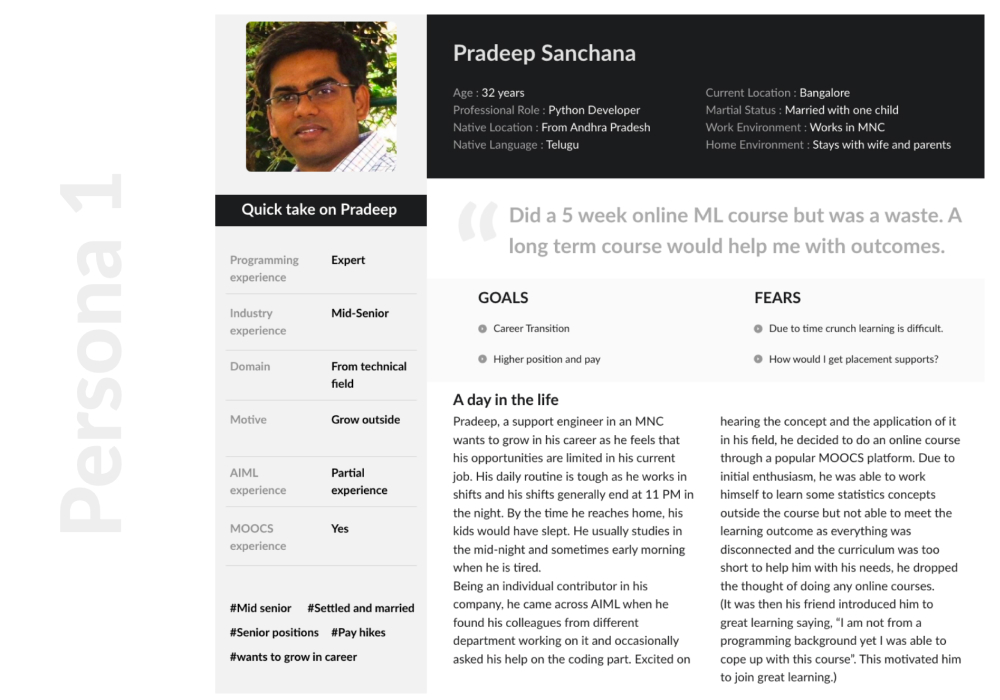 Persona 1
Pradeep Sanchana
Age : 32 years
Professional Role : Python Developer
Native Location : From Andhra Pradesh
Native Language : Telugu
Current Location : Bangalore
Martial Status : Married with one child
Work Environment : Works in MNC
Home Environment : Stays with wife and parents
Quick take on Pradeep
Programming experience
Expert
Industry experience
Mid-Senior
Domain
From technical field
Motive
Grow outside
AIML experience
Partial experience
MOOCS experience
Yes
#Mid senior #Settled and married
#Senior positions #Pay hikes
#wants to grow in career
“Did a 5 week online ML course but was a waste. A
long term course would help me with outcomes.
GOALS
Career Transition
Higher position and pay
FEARS
Due to time crunch learning is difficult.
How would I get placement supports?
A day in the life
Pradeep, a support engineer in an MNC
wants to grow in his career as he feels that
his opportunities are limited in his current
job. His daily routine is tough as he works in
shifts and his shifts generally end at 11 PM in
the night. By the time he reaches home, his
kids would have slept. He usually studies in
the mid-night and sometimes early morning
when he is tired.
Being an individual contributor in his
company, he came across AIML when he
found his colleagues from different
department working on it and occasionally
asked his help on the coding part. Excited on
hearing the concept and the application of it
in his field, he decided to do an online course
through a popular MOOCS platform. Due to
initial enthusiasm, he was able to work
himself to learn some statistics concepts
outside the course but not able to meet the
learning outcome as everything was
disconnected and the curriculum was too
short to help him with his needs, he dropped
the thought of doing any online courses.
(It was then his friend introduced him to
great learning saying, “I am not from a
programming background yet I was able to
cope up with this course”. This motivated him
to join great learning.)